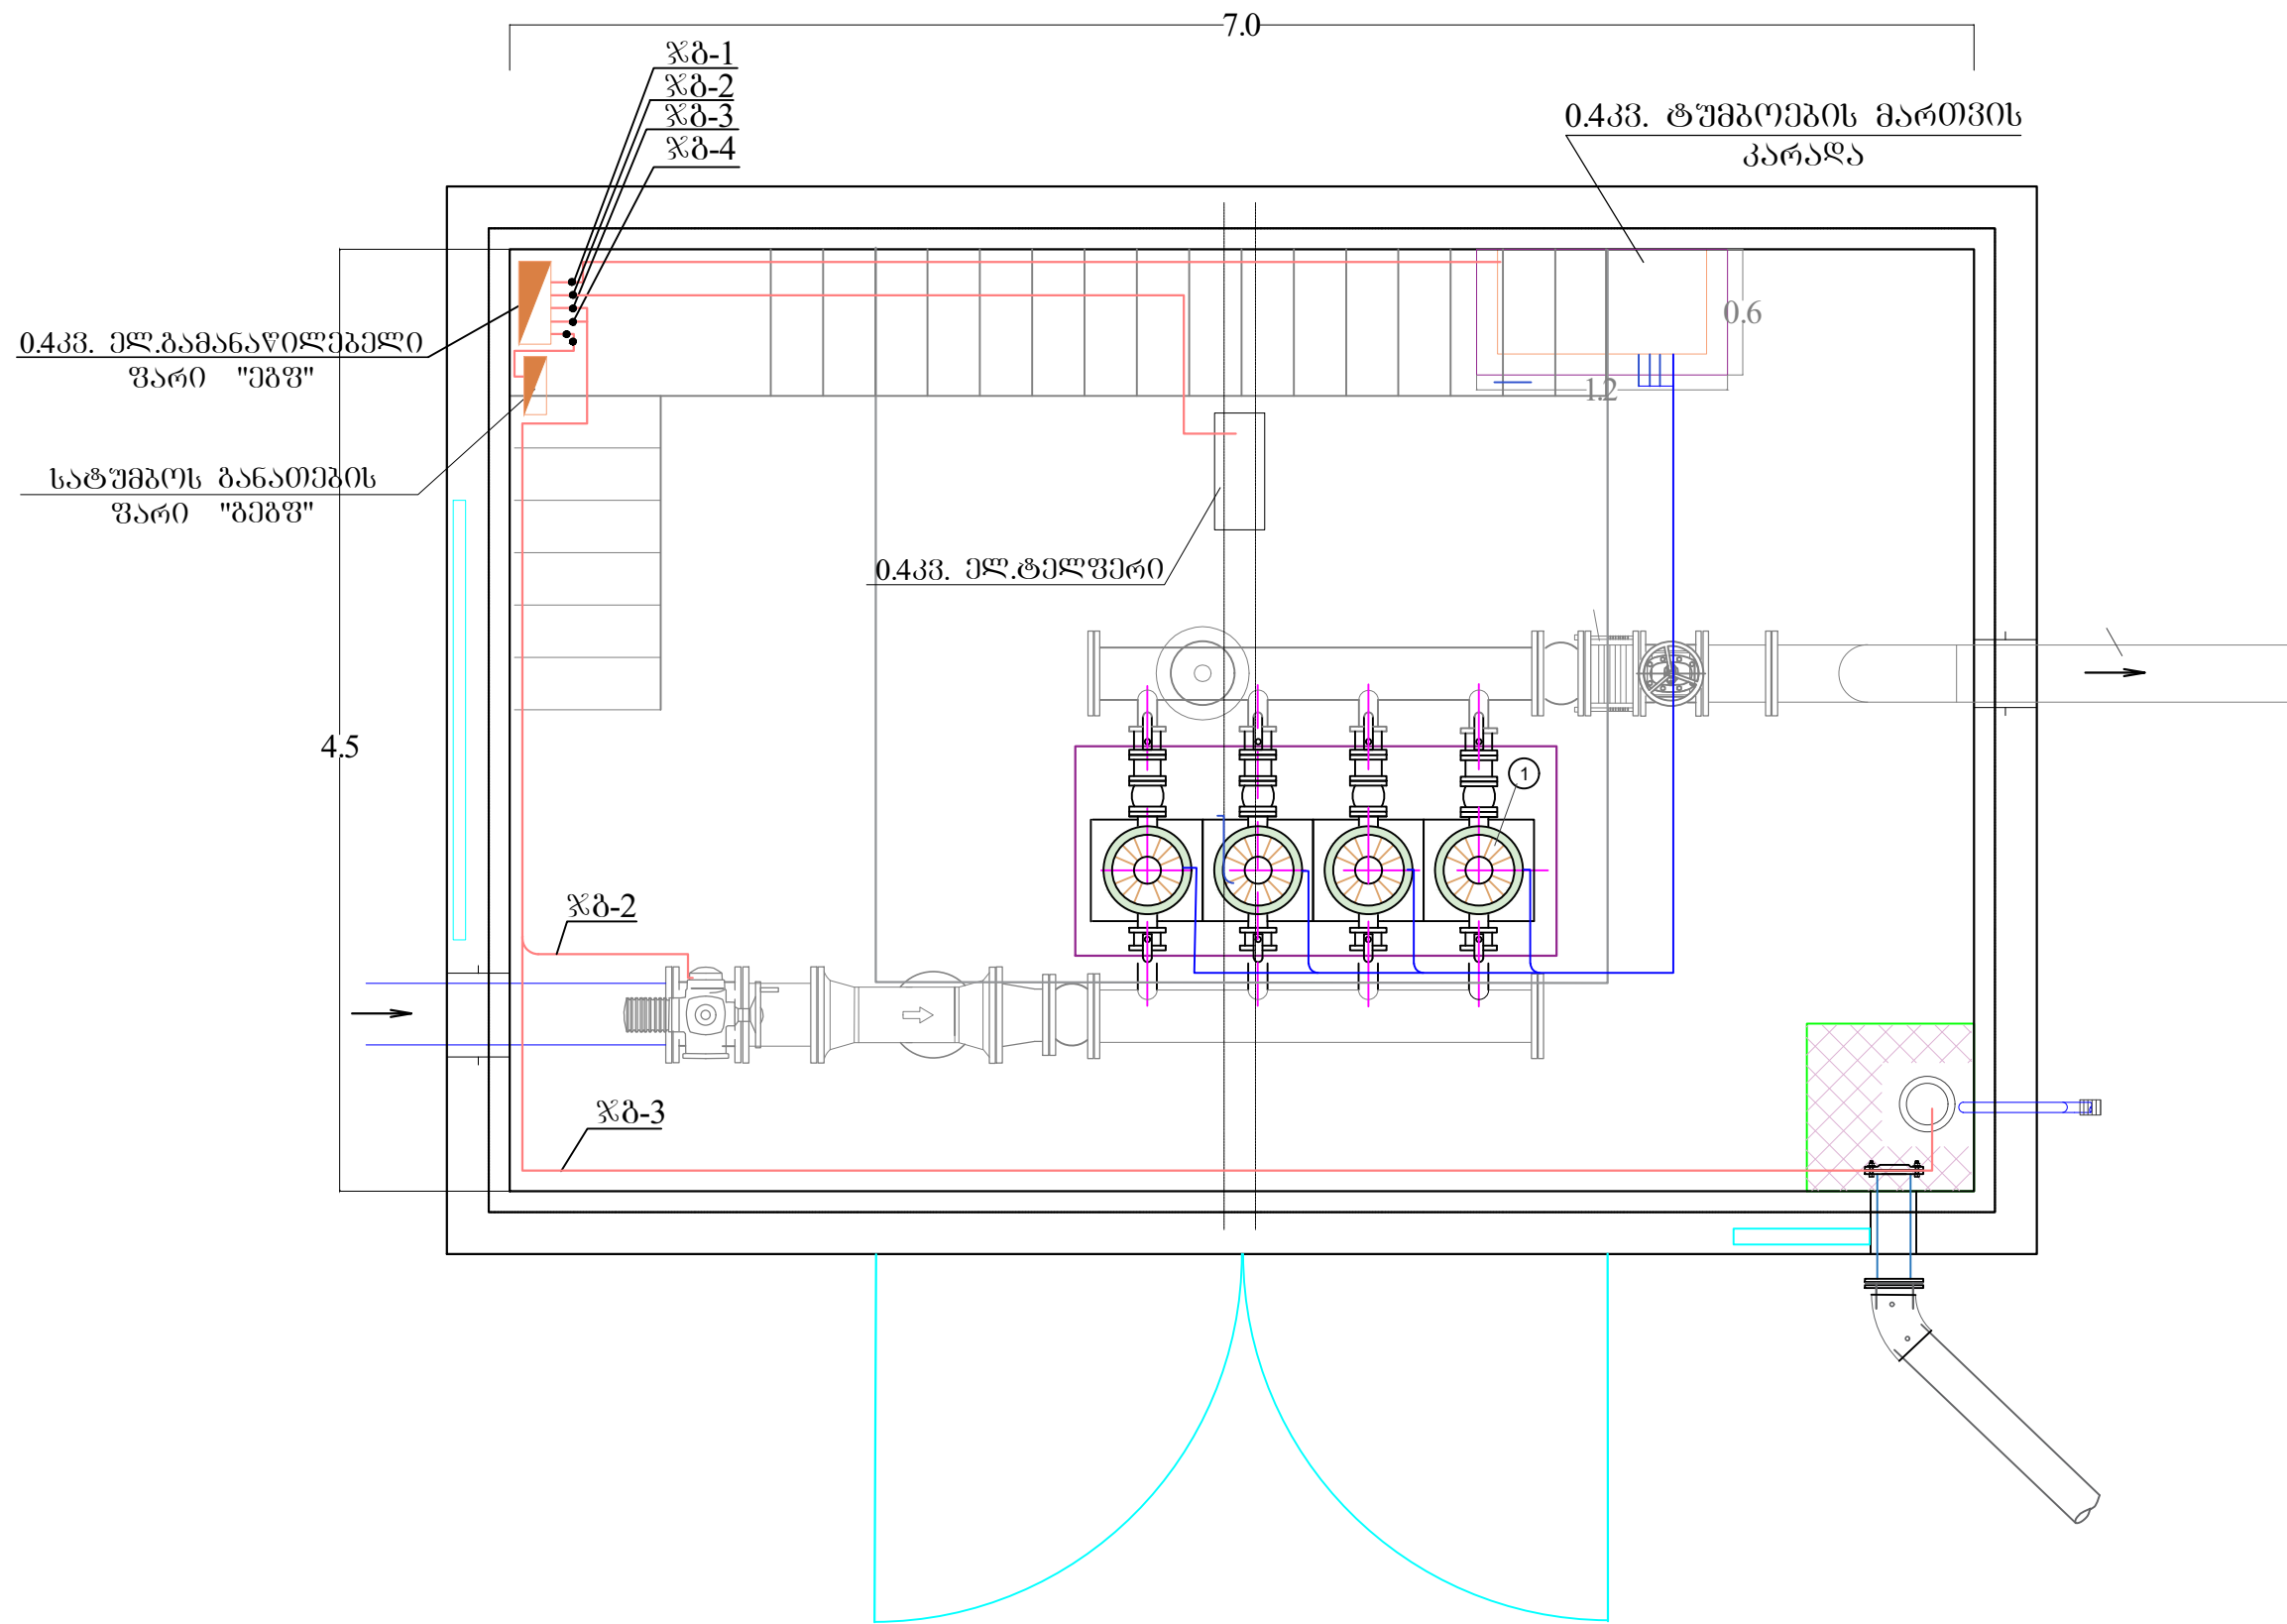 7.0
ჯგ-1
ჯგ-2
ჯგ-3
ჯგ-4
0.4კვ. ტუმბოების მართვის
კარადა
0.6
1.2
0.4კვ. ელ.გამანაწილებელი
ფარი "ეგფ"
სატუმბოს განათების
ფარი "გეგფ"
0.4კვ. ელ.ტელფერი
4.5
1
ჯგ-2
ჯგ-3